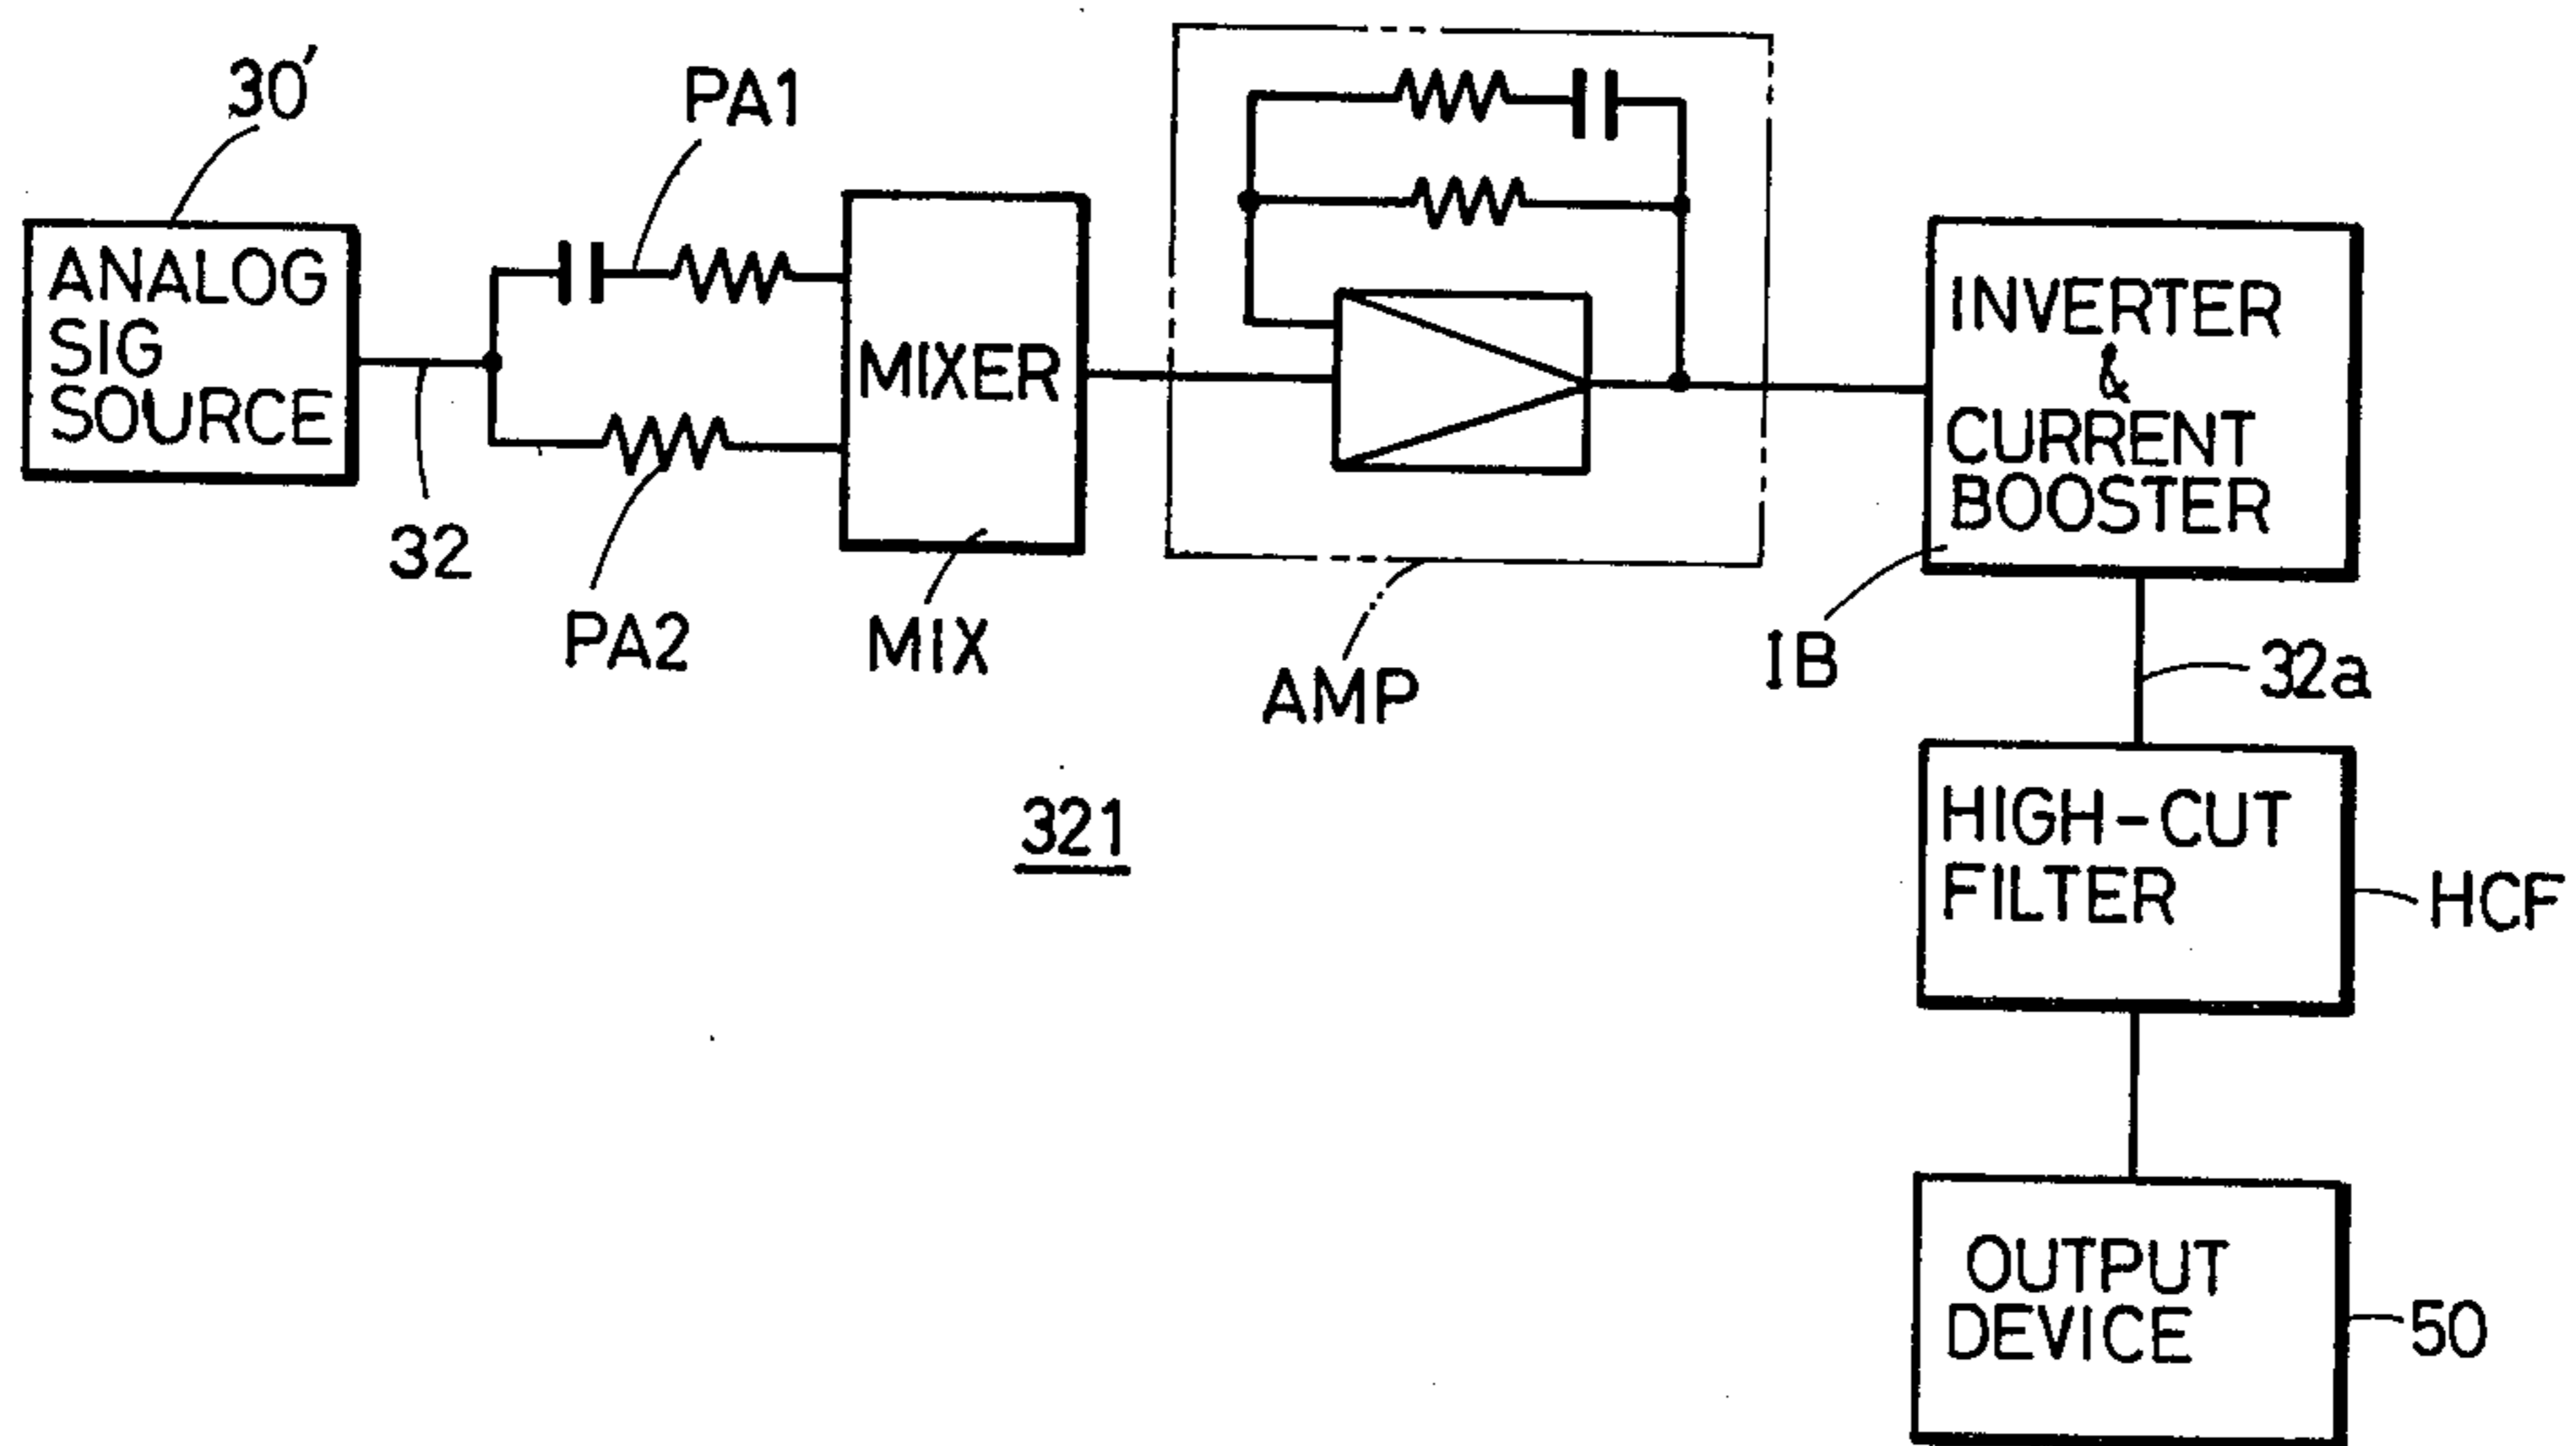 30'
PA1
ANALOG
SIG
SOURCE
32
PA2
MIXER
MIX
AMP
INVERTER
&
CURRENT
BOOSTER
IB
32a
321
HIGH-CUT
FILTER
HCF
OUTPUT
DEVICE
50